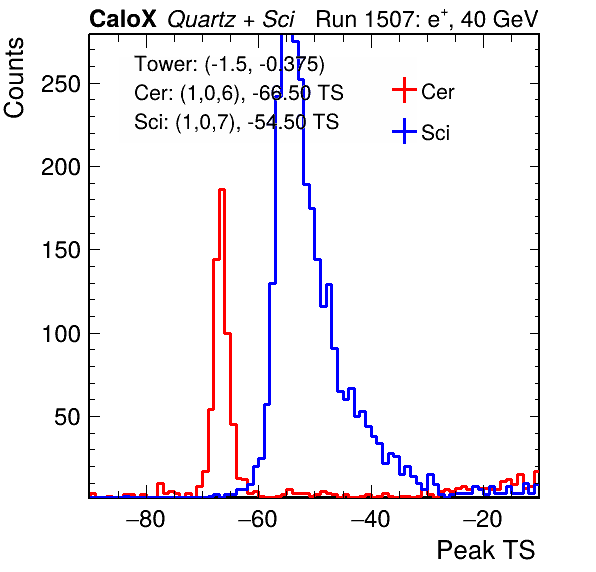 CaloX Quartz + Sci Run 1507: e+, 40 GeV
Counts
Tower: (-1.5, -0.375)
Cer: (1,0,6), -66.50 TS
Sci: (1,0,7), -54.50 TS
Cer
Sci
250
200
150
100
50
−80 −60 −40 −20
Peak TS